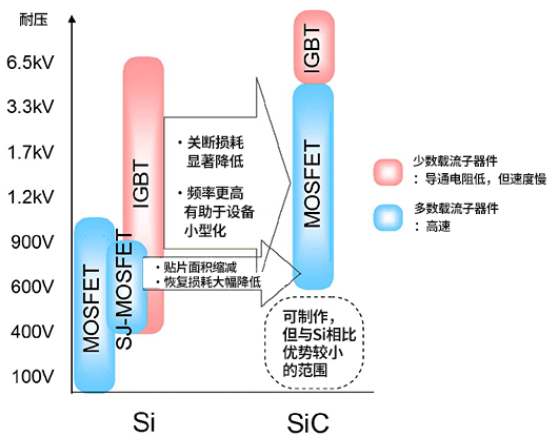 耐压
6.5kV
3.3kV
1.7kV
1.2kV
900V
600V
400V
100V
MOSFET
SJ-MOSFET
IGBT
・关断损耗
显著降低
・频率更高
有助于设备
小型化
・贴片面积缩减
・恢复损耗大幅降低
IGBT
MOSFET
可制作，
但与Si相比
优势较小
的范围
少数载流子器件
：导通电阻低，但速度慢
多数载流子器件
：高速
Si
SiC